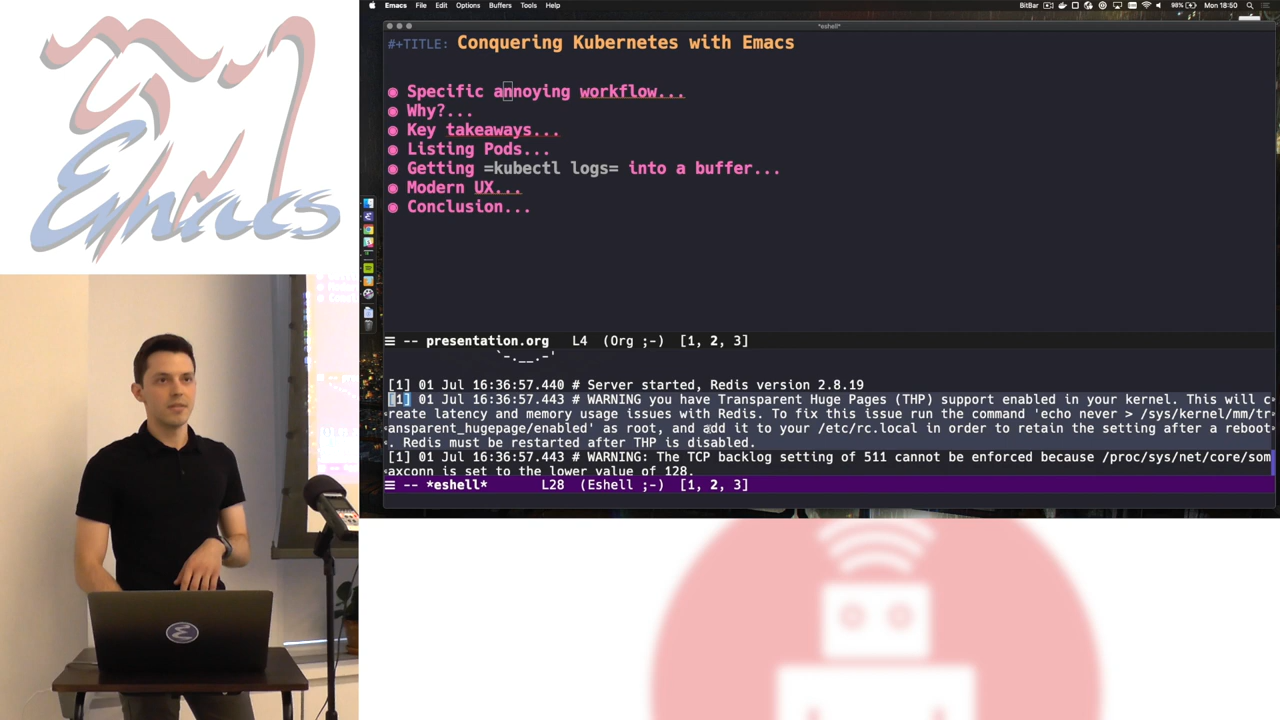 Emacs
Emacs File Edit Options Buffers Tools Help
BitBar 98% Mon 18:50
*eshell*
#+TITLE: Conquering Kubernetes with Emacs
Specific annoying workflow...
Why?...
Key takeaways...
Listing Pods...
Getting =kubectl logs= into a buffer...
Modern UX...
Conclusion...
-- presentation.org L4 (Org ;-) [1, 2, 3]
`-.__.-'
[1] 01 Jul 16:36:57.440 # Server started, Redis version 2.8.19
[1] 01 Jul 16:36:57.443 # WARNING you have Transparent Huge Pages (THP) support enabled in your kernel. This will c
reate latency and memory usage issues with Redis. To fix this issue run the command 'echo never > /sys/kernel/mm/tr
ansparent_hugepage/enabled' as root, and add it to your /etc/rc.local in order to retain the setting after a reboot
. Redis must be restarted after THP is disabled.
[1] 01 Jul 16:36:57.443 # WARNING: The TCP backlog setting of 511 cannot be enforced because /proc/sys/net/core/som
axconn is set to the lower value of 128.
-- *eshell* L28 (Eshell ;-) [1, 2, 3]